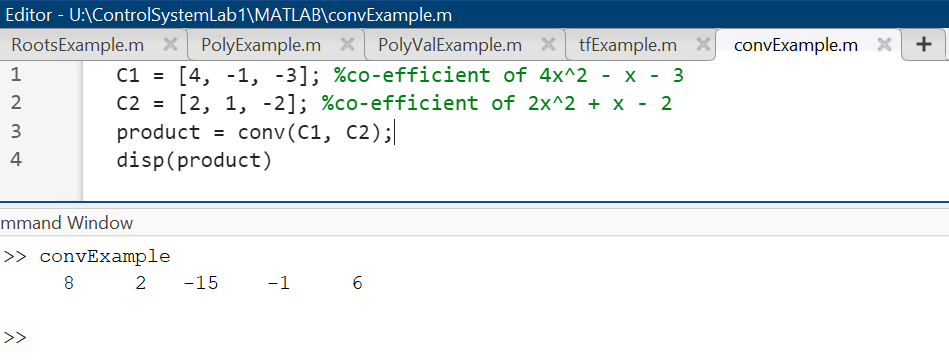 Editor - U:\ControlSystemLab1\MATLAB\convExample.m
RootsExample.m PolyExample.m PolyValExample.m tfExample.m convExample.m +
1 C1 = [4, -1, -3]; %co-efficient of 4x^2 - x - 3
2 C2 = [2, 1, -2]; %co-efficient of 2x^2 + x - 2
3 product = conv(C1, C2);
4 disp(product)
mmand Window
>> convExample
8 2 -15 -1 6
>>